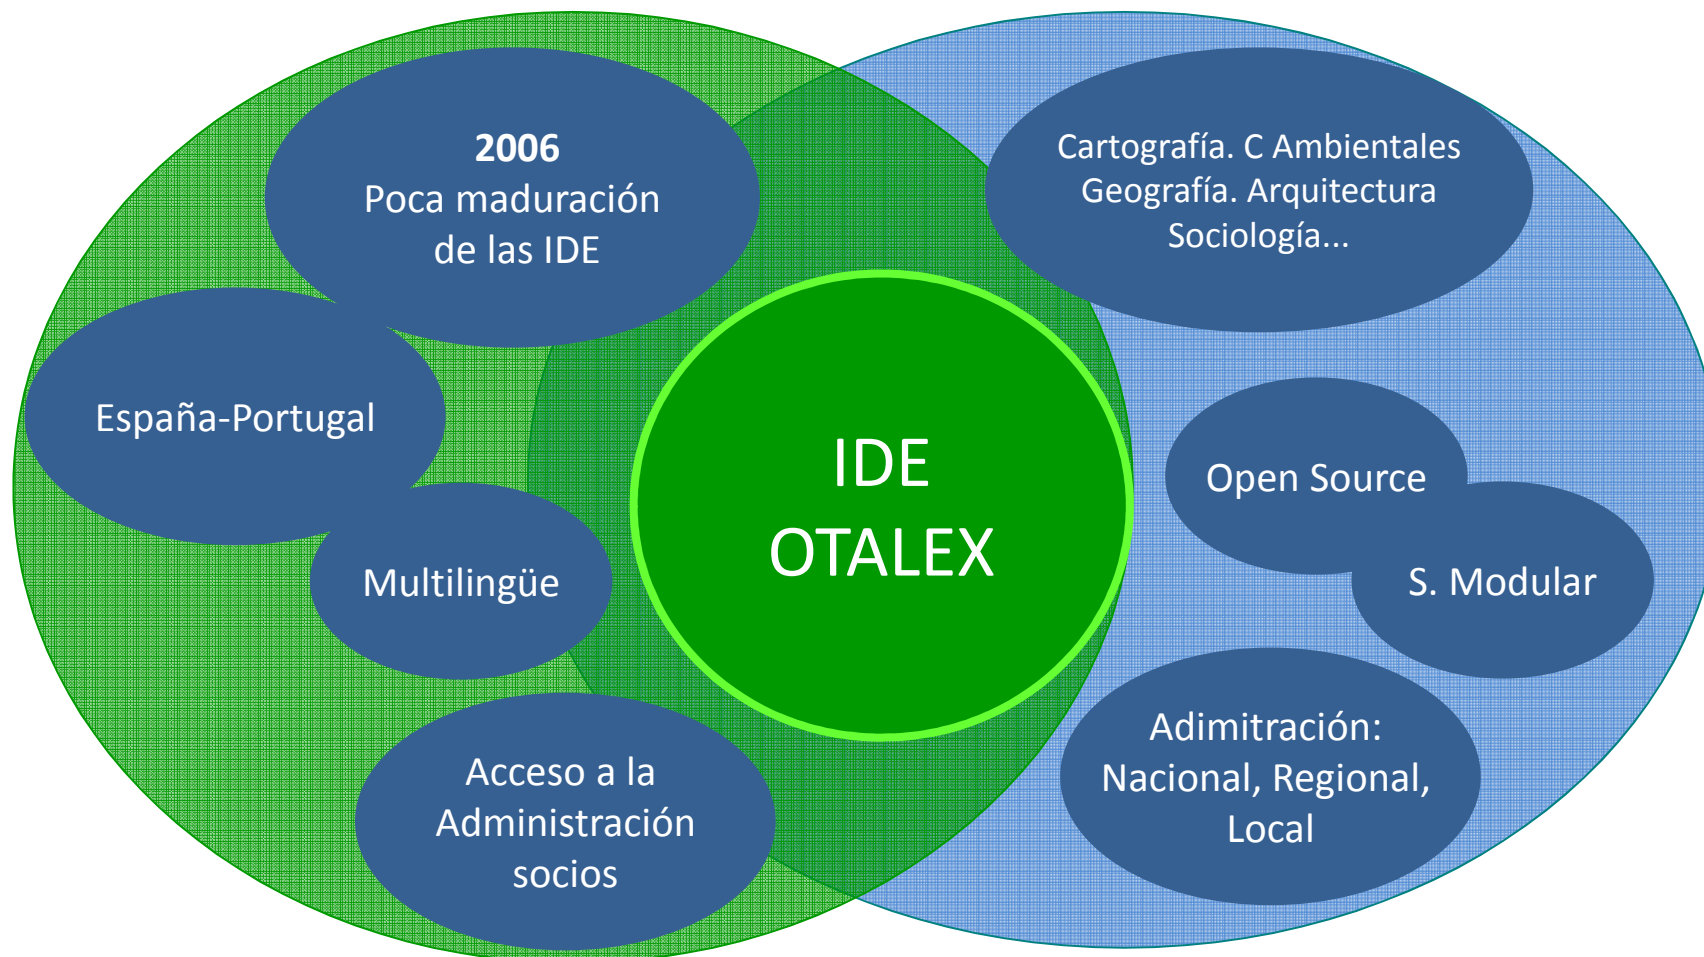 2006
Poca maduración
de las IDE
España-Portugal
Multilingüe
Acceso a la
Administración
socios
IDE
OTALEX
Cartografía. C Ambientales
Geografía. Arquitectura
Sociología...
Open Source
S. Modular
Adimitración:
Nacional, Regional,
Local